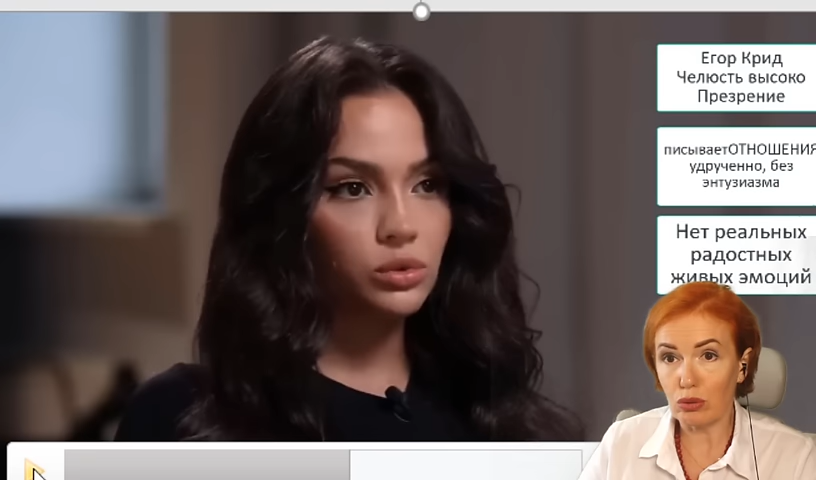 Егор Крид
Челюсть высоко
Презрение
писываетОТНОШЕНИЯ
удрученно, без
энтузиазма
Нет реальных
радостных
живых эмоций